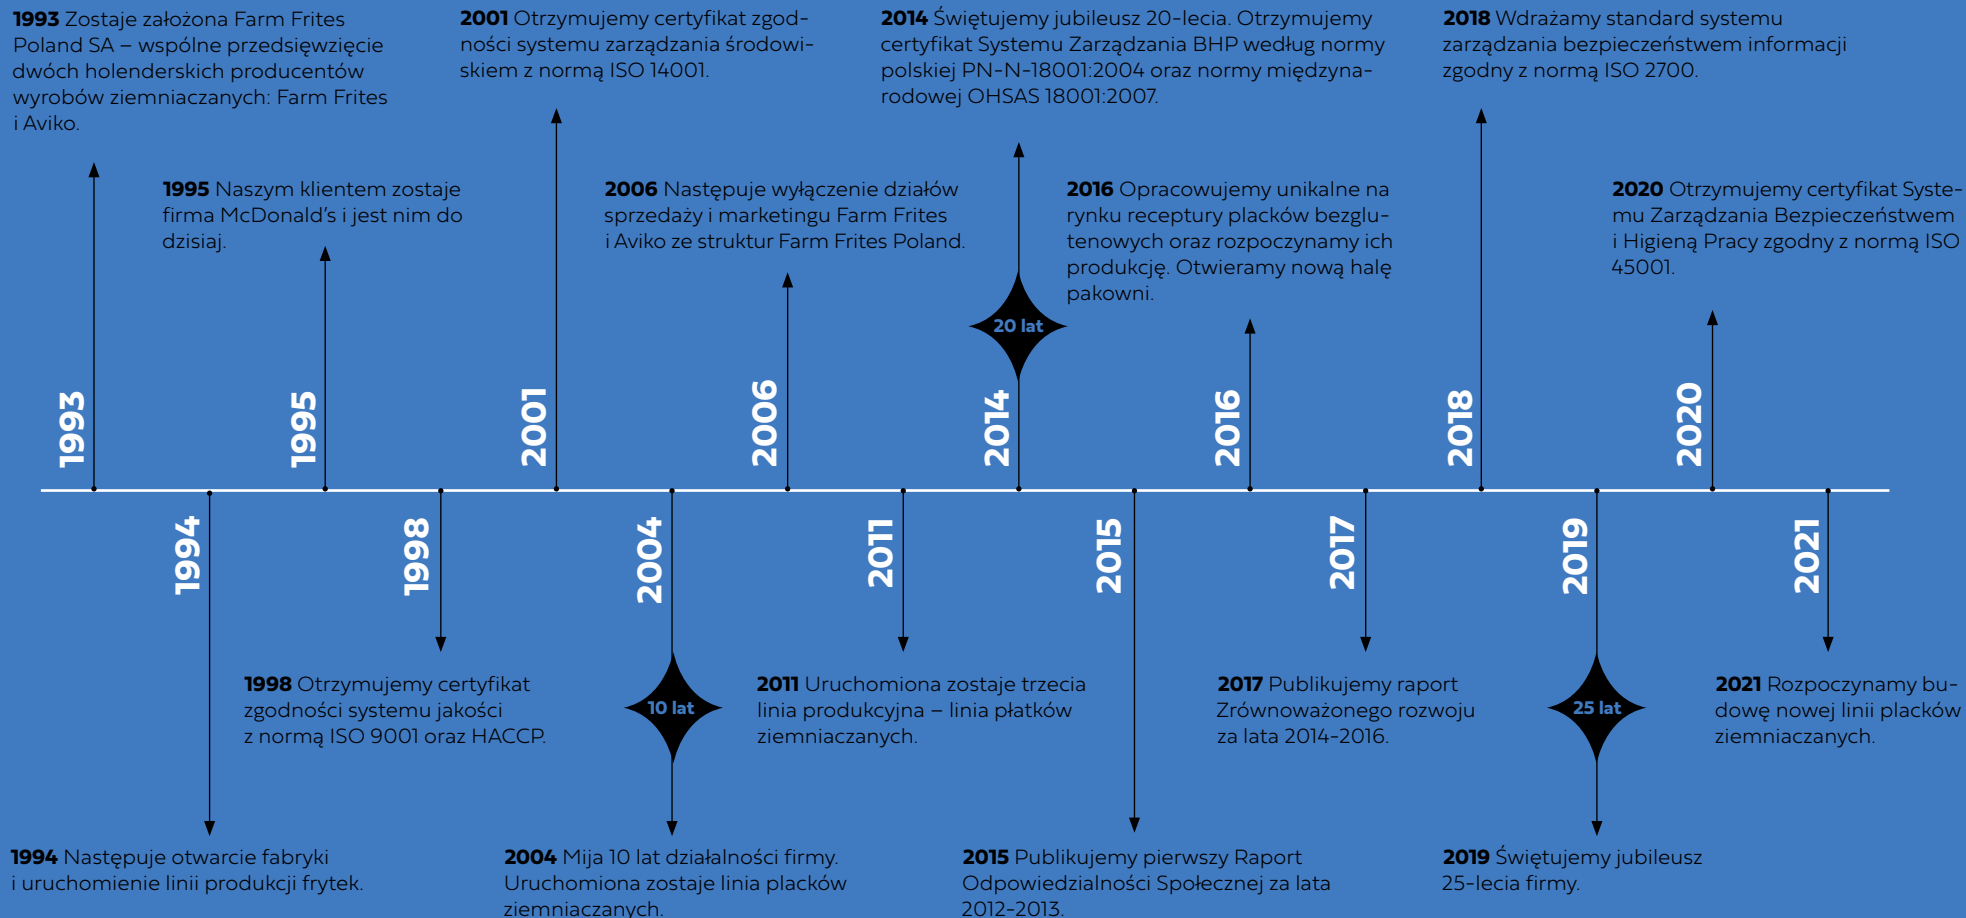 1993 Zostaje założona Farm Frites
Poland SA – wspólne przedsięwzięcie
dwóch holenderskich producentów
wyrobów ziemniaczanych: Farm Frites
i Aviko.
2001 Otrzymujemy certyfikat zgod-
ności systemu zarządzania środowi-
skiem z normą ISO 14001.
2014 Świętujemy jubileusz 20-lecia. Otrzymujemy
certyfikat Systemu Zarządzania BHP według normy
polskiej PN-N-18001:2004 oraz normy międzyna-
rodowej OHSAS 18001:2007.
2018 Wdrażamy standard systemu
zarządzania bezpieczeństwem informacji
zgodny z normą ISO 2700.
1995 Naszym klientem zostaje
firma McDonald's i jest nim do
dzisiaj.
2006 Następuje wyłączenie działów
sprzedaży i marketingu Farm Frites
i Aviko ze struktur Farm Frites Poland.
2016 Opracowujemy unikalne na
rynku receptury placków bezglu-
tenowych oraz rozpoczynamy ich
produkcję. Otwieramy nową halę
pakowni.
2020 Otrzymujemy certyfikat Syste-
mu Zarządzania Bezpieczeństwem
i Higieną Pracy zgodny z normą ISO
45001.
20 lat
1993
1995
2001
2006
2014
2016
2018
2020
1994
1998
2004
2011
2015
2017
2019
2021
1998 Otrzymujemy certyfikat
zgodności systemu jakości
z normą ISO 9001 oraz HACCP.
10 lat
2011 Uruchomiona zostaje trzecia
linia produkcyjna – linia płatków
ziemniaczanych.
2017 Publikujemy raport
Zrównoważonego rozwoju
za lata 2014-2016.
25 lat
2021 Rozpoczynamy bu-
dowę nowej linii placków
ziemniaczanych.
1994 Następuje otwarcie fabryki
i uruchomienie linii produkcji frytek.
2004 Mija 10 lat działalności firmy.
Uruchomiona zostaje linia placków
ziemniaczanych.
2015 Publikujemy pierwszy Raport
Odpowiedzialności Społecznej za lata
2012-2013.
2019 Świętujemy jubileusz
25-lecia firmy.